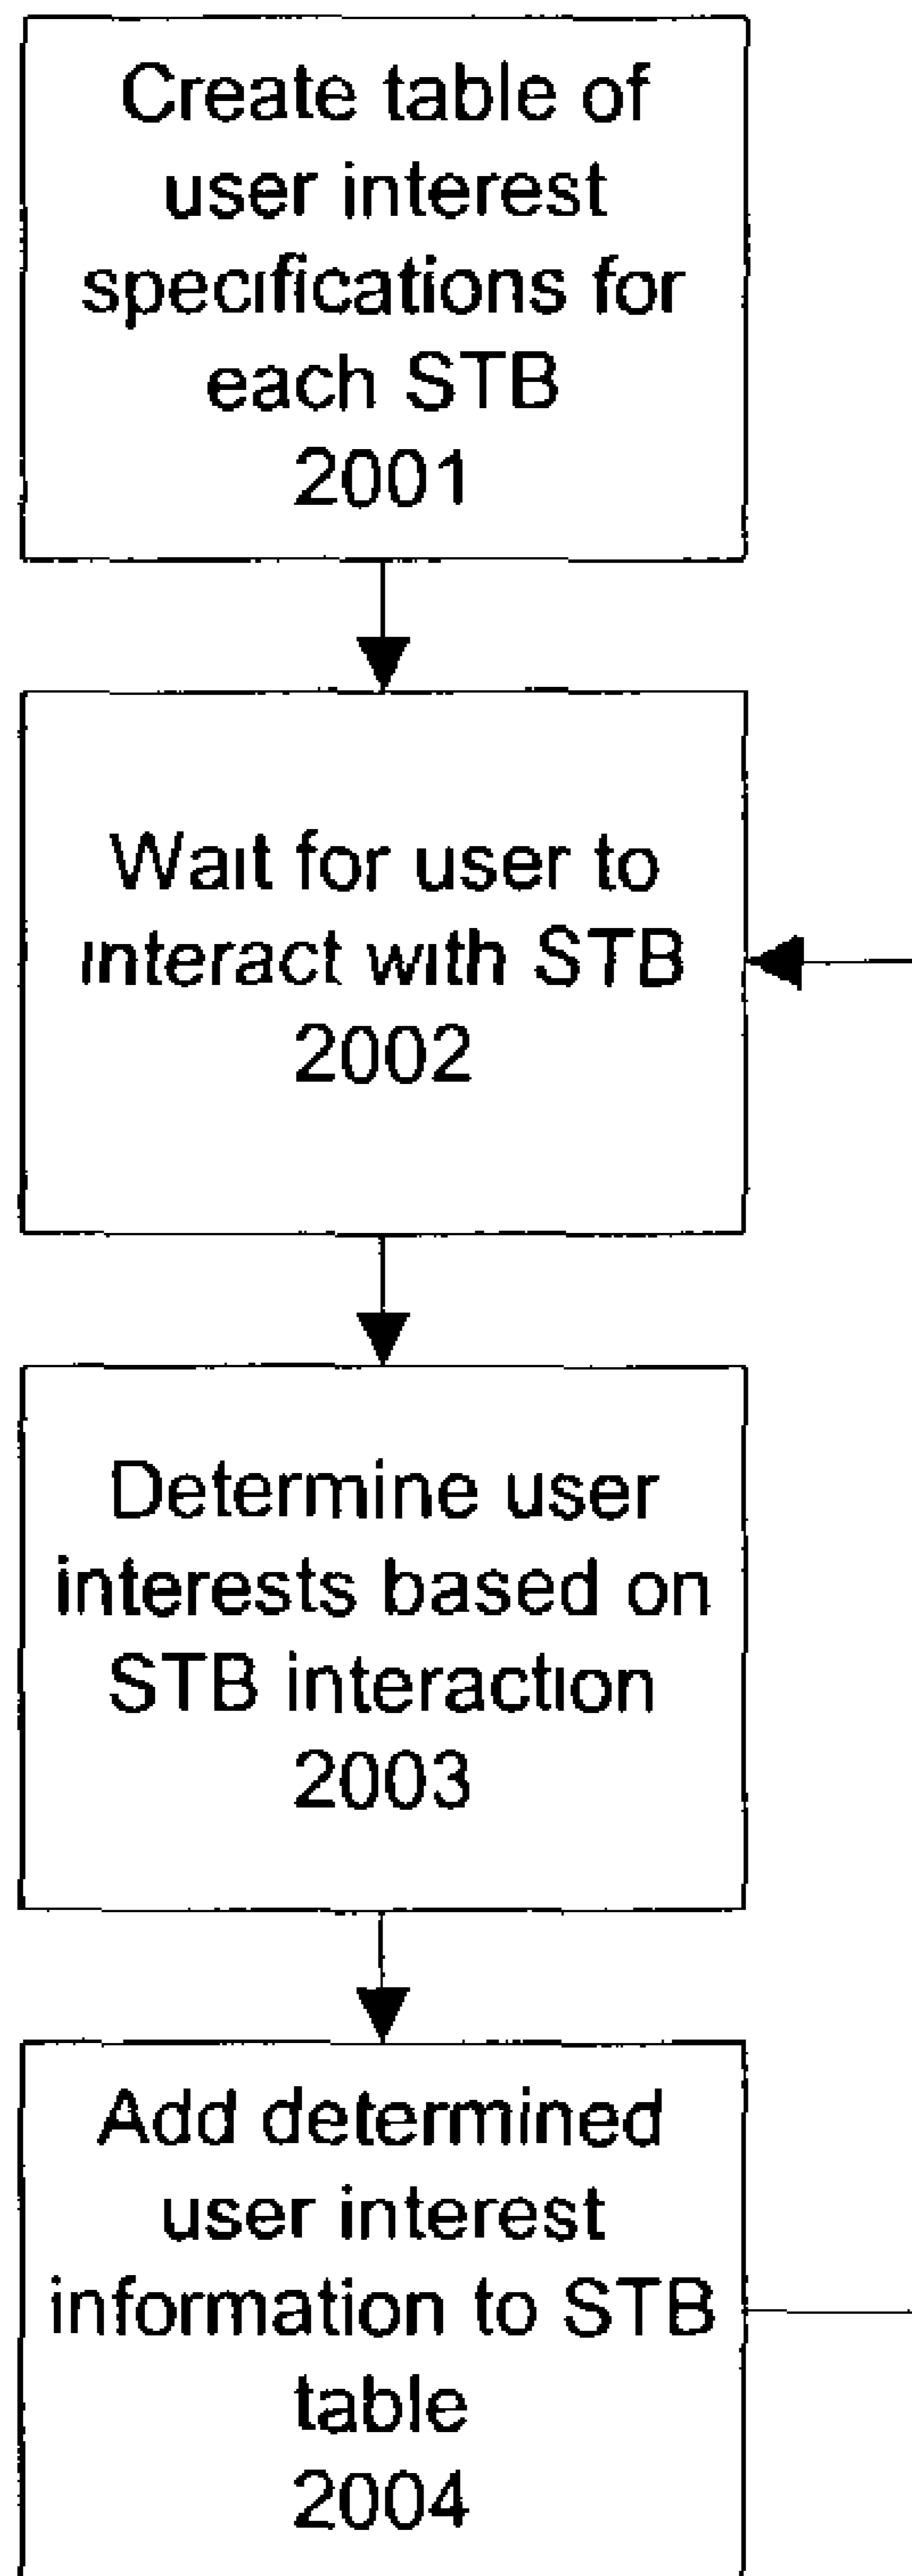 Create table of
user interest
specifications for
each STB
2001
Wait for user to
interact with STB
2002
Determine user
interests based on
STB interaction
2003
Add determined
user interest
information to STB
table
2004